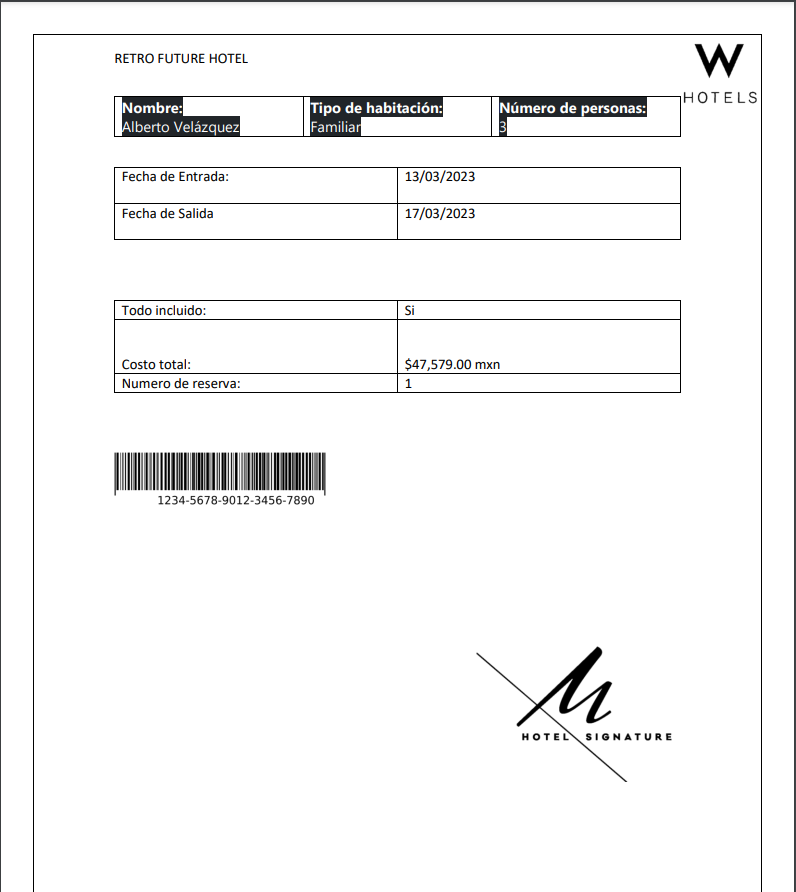 RETRO FUTURE HOTEL
W
HOTELS
Nombre: Tipo de habitación: Número de personas:
Alberto Velázquez Familiar 3
Fecha de Entrada: 13/03/2023
Fecha de Salida 17/03/2023
Todo incluido: Si
Costo total: $47,579.00 mxn
Numero de reserva: 1
1234-5678-9012-3456-7890
M
HOTEL SIGNATURE